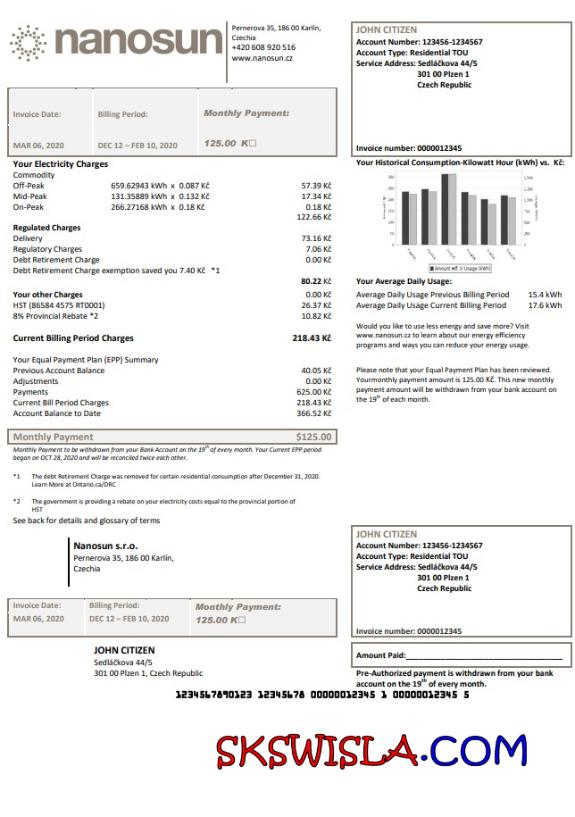 nanosun
Pernerova 35, 186 00 Karlín,
Czechia
+420 608 920 516
www.nanosun.cz
JOHN CITIZEN
Account Number: 123456-1234567
Account Type: Residential TOU
Service Address: Sedláčkova 44/5
301 00 Plzen 1
Czech Republic
Invoice number: 0000012345
Invoice Date: Billing Period: Monthly Payment:
MAR 06, 2020 DEC 12 – FEB 10, 2020 125.00 K□
Your Electricity Charges
Commodity
Off-Peak 659.62943 kWh x 0.087 Kč 57.39 Kč
Mid-Peak 131.35889 kWh x 0.132 Kč 17.34 Kč
On-Peak 266.27168 kWh x 0.18 Kč 0.18 Kč
122.66 Kč
Regulated Charges
Delivery 73.16 Kč
Regulatory Charges 7.06 Kč
Debt Retirement Charge 0.00 Kč
Debt Retirement Charge exemption saved you 7.40 Kč *1
80.22 Kč
Your other Charges 0.00 Kč
HST (86584 4575 RT0001) 26.37 Kč
8% Provincial Rebate *2 10.82 Kč
Current Billing Period Charges 218.43 Kč
Your Equal Payment Plan (EPP) Summary
Previous Account Balance 40.05 Kč
Adjustments 0.00 Kč
Payments 625.00 Kč
Current Bill Period Charges 218.43 Kč
Account Balance to Date 366.52 Kč
Monthly Payment $125.00
Monthly Payment to be withdrawn from your Bank Account on the 19th of every month. Your Current EPP period
began on OCT 28, 2020 and will be reconciled twice each other.
*1 The debt Retirement Charge was removed for certain residential consumption after December 31, 2020.
Learn More at Ontario.ca/DRC
*2 The government is providing a rebate on your electricity costs equal to the provincial portion of
HST
See back for details and glossary of terms
Your Historical Consumption-Kilowatt Hour (kWh) vs. Kč:
Amount Kč Usage (kWh)
Your Average Daily Usage:
Average Daily Usage Previous Billing Period 15.4 kWh
Average Daily Usage Current Billing Period 17.6 kWh
Would you like to use less energy and save more? Visit
www.nanosun.cz to learn about our energy efficiency
programs and ways you can reduce your energy usage.
Please note that your Equal Payment Plan has been reviewed.
Yourmonthly payment amount is 125.00 Kč. This new monthly
payment amount will be withdrawn from your bank account on
the 19th of each month.
Nanosun s.r.o.
Pernerova 35, 186 00 Karlín,
Czechia
JOHN CITIZEN
Account Number: 123456-1234567
Account Type: Residential TOU
Service Address: Sedláčkova 44/5
301 00 Plzen 1
Czech Republic
Invoice number: 0000012345
Invoice Date: Billing Period: Monthly Payment:
MAR 06, 2020 DEC 12 – FEB 10, 2020 125.00 K□
JOHN CITIZEN
Sedláčkova 44/5
301 00 Plzen 1, Czech Republic
Amount Paid:
Pre-Authorized payment is withdrawn from your bank
account on the 19th of every month.
1234567890123 12345678 00000012345 1 00000012345 5
SKSWISLA.COM